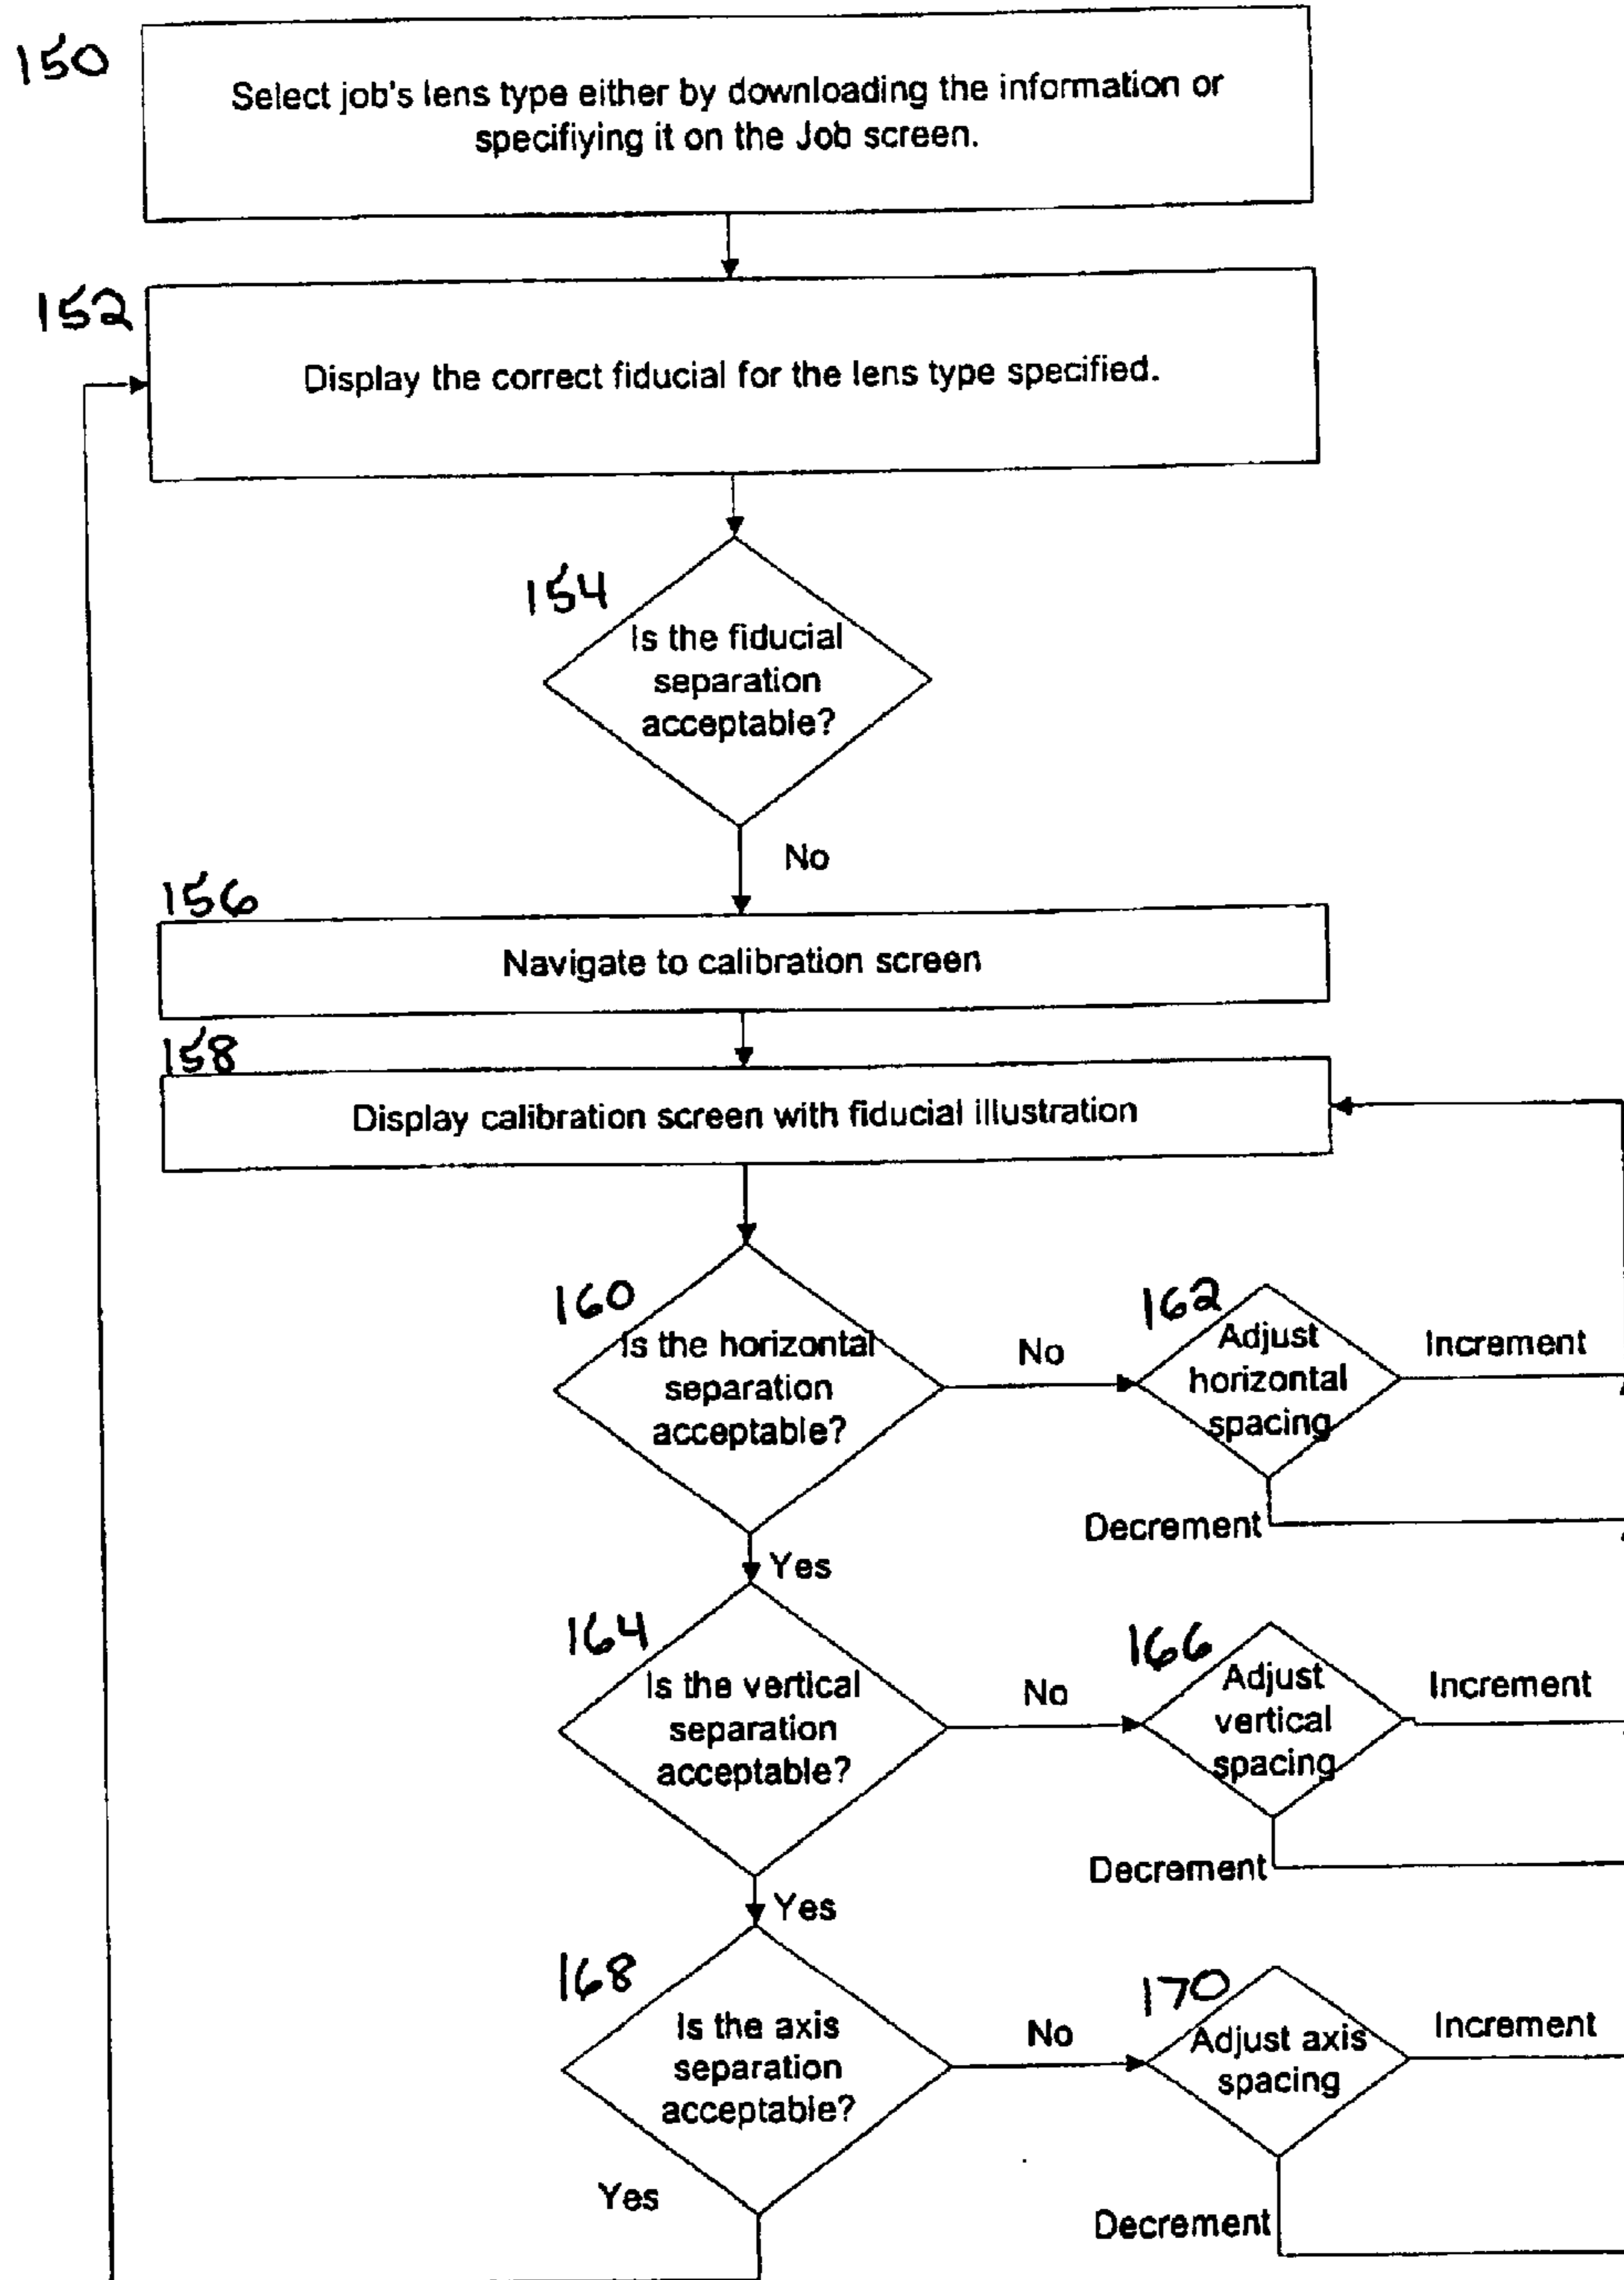 150
Select job's lens type either by downloading the information or
specifiying it on the Job screen.
152
Display the correct fiducial for the lens type specified.
154
Is the fiducial
separation
acceptable?
No
156
Navigate to calibration screen
158
Display calibration screen with fiducial illustration
160
Is the horizontal
separation
acceptable?
No
162
Adjust
horizontal
spacing
Increment
Decrement
Yes
164
Is the vertical
separation
acceptable?
No
166
Adjust
vertical
spacing
Increment
Decrement
Yes
168
Is the axis
separation
acceptable?
No
170
Adjust axis
spacing
Increment
Yes
Decrement